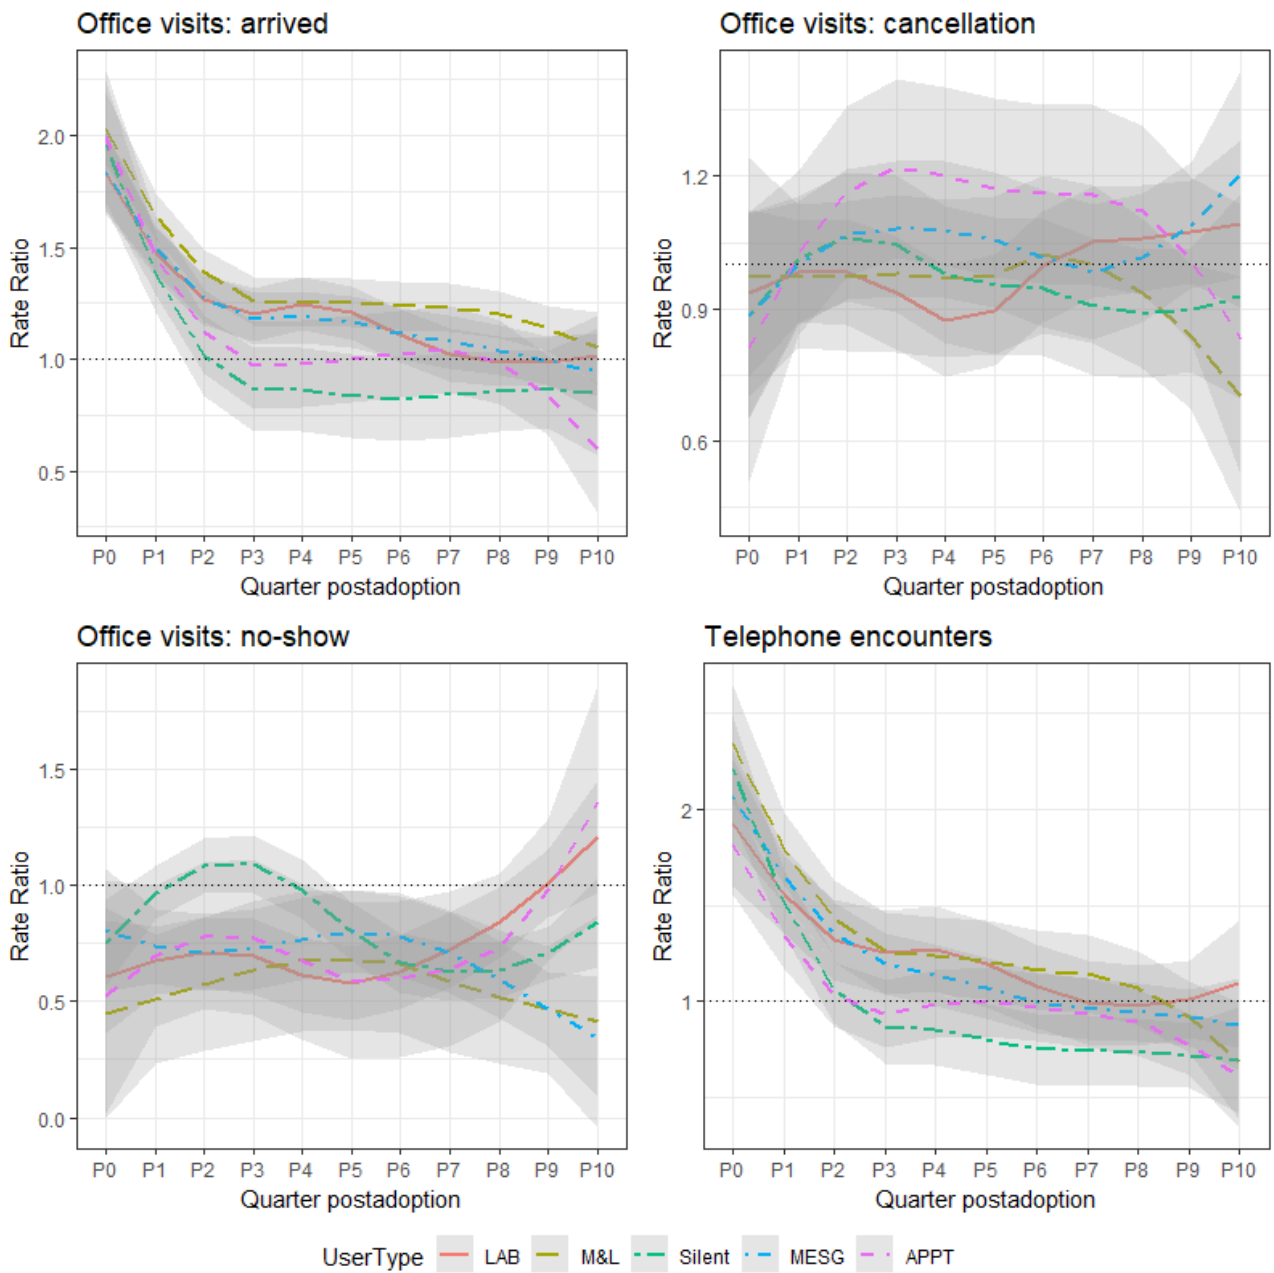 Office visits: arrived
Rate Ratio
2.0
1.5
1.0
0.5
P0 P1 P2 P3 P4 P5 P6 P7 P8 P9 P10
Quarter postadoption
Office visits: cancellation
Rate Ratio
1.2
0.9
0.6
P0 P1 P2 P3 P4 P5 P6 P7 P8 P9 P10
Quarter postadoption
Office visits: no-show
Rate Ratio
1.5
1.0
0.5
0.0
P0 P1 P2 P3 P4 P5 P6 P7 P8 P9 P10
Quarter postadoption
Telephone encounters
Rate Ratio
2
1
P0 P1 P2 P3 P4 P5 P6 P7 P8 P9 P10
Quarter postadoption
UserType LAB M&L Silent MESG APPT